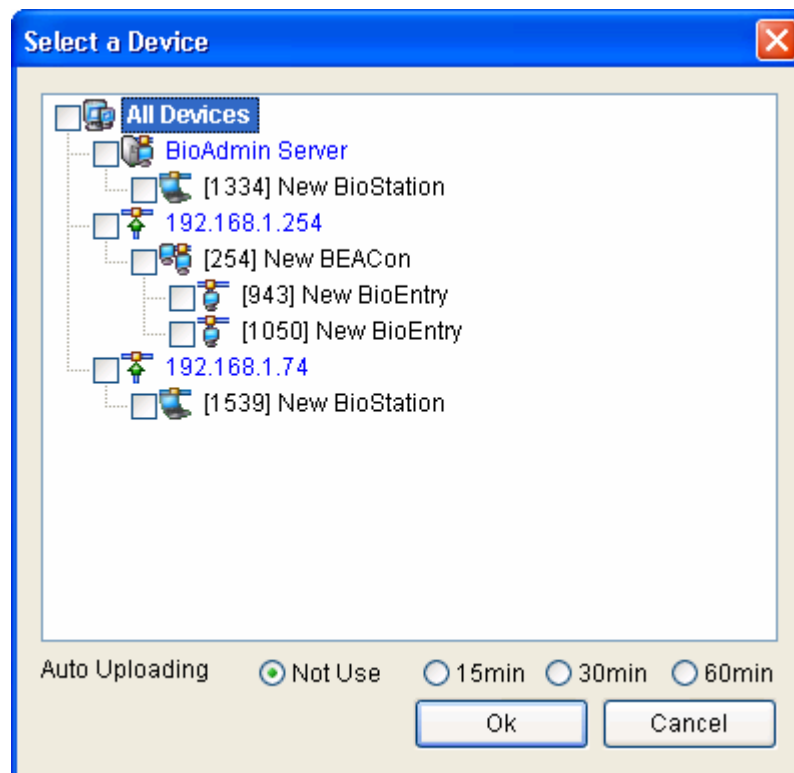 Select a Device
All Devices
BioAdmin Server
[1334] New BioStation
192.168.1.254
[254] New BEACon
[943] New BioEntry
[1050] New BioEntry
192.168.1.74
[1539] New BioStation
Auto Uploading Not Use 15min 30min 60min
Ok Cancel